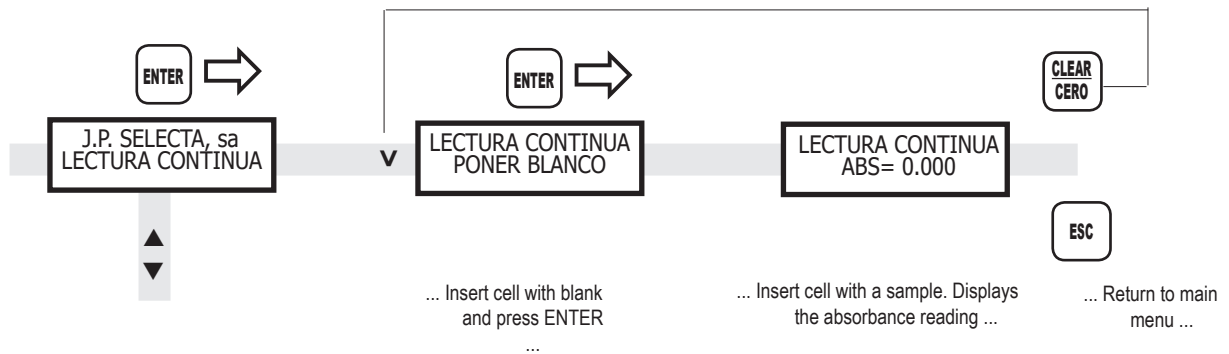 ENTER
ENTER
CLEAR
CERO
J.P. SELECTA, sa
LECTURA CONTINUA
LECTURA CONTINUA
PONER BLANCO
LECTURA CONTINUA
ABS= 0.000
ESC
... Insert cell with blank
and press ENTER
...
... Insert cell with a sample. Displays
the absorbance reading ...
... Return to main
menu ...